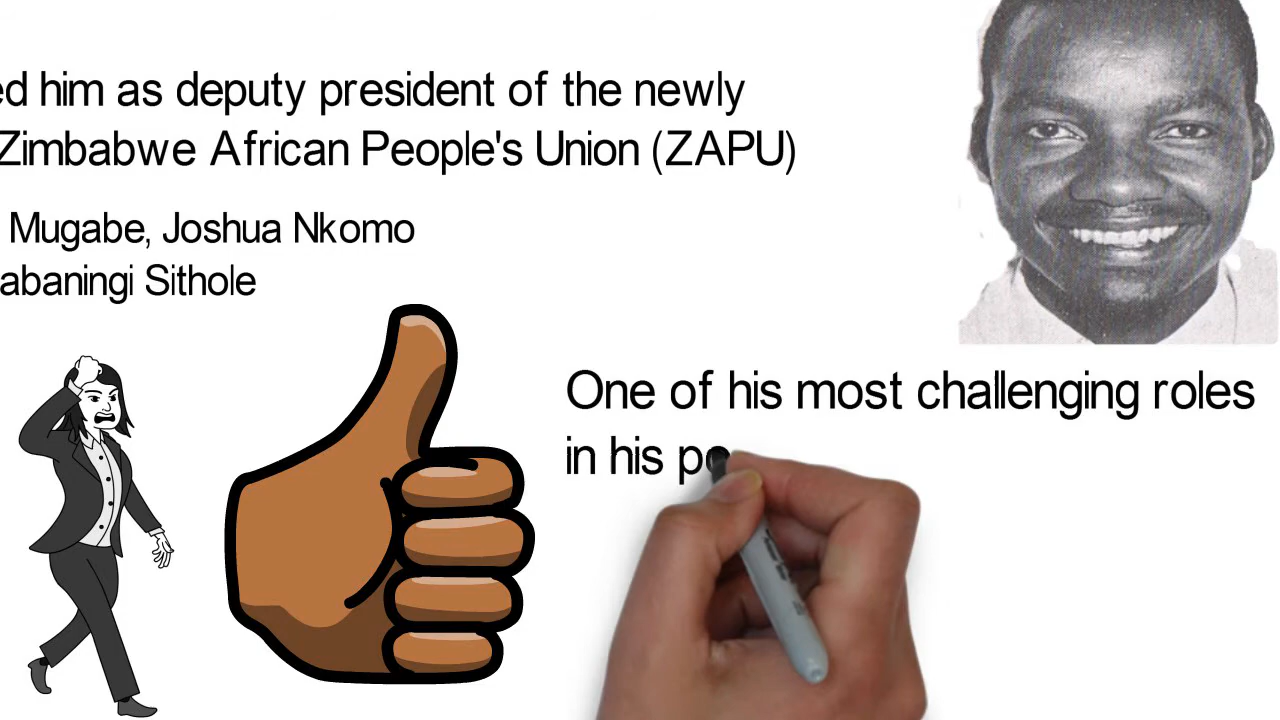 ed him as deputy president of the newly
Zimbabwe African People's Union (ZAPU)
Mugabe, Joshua Nkomo
abaningi Sithole
One of his most challenging roles
in his po